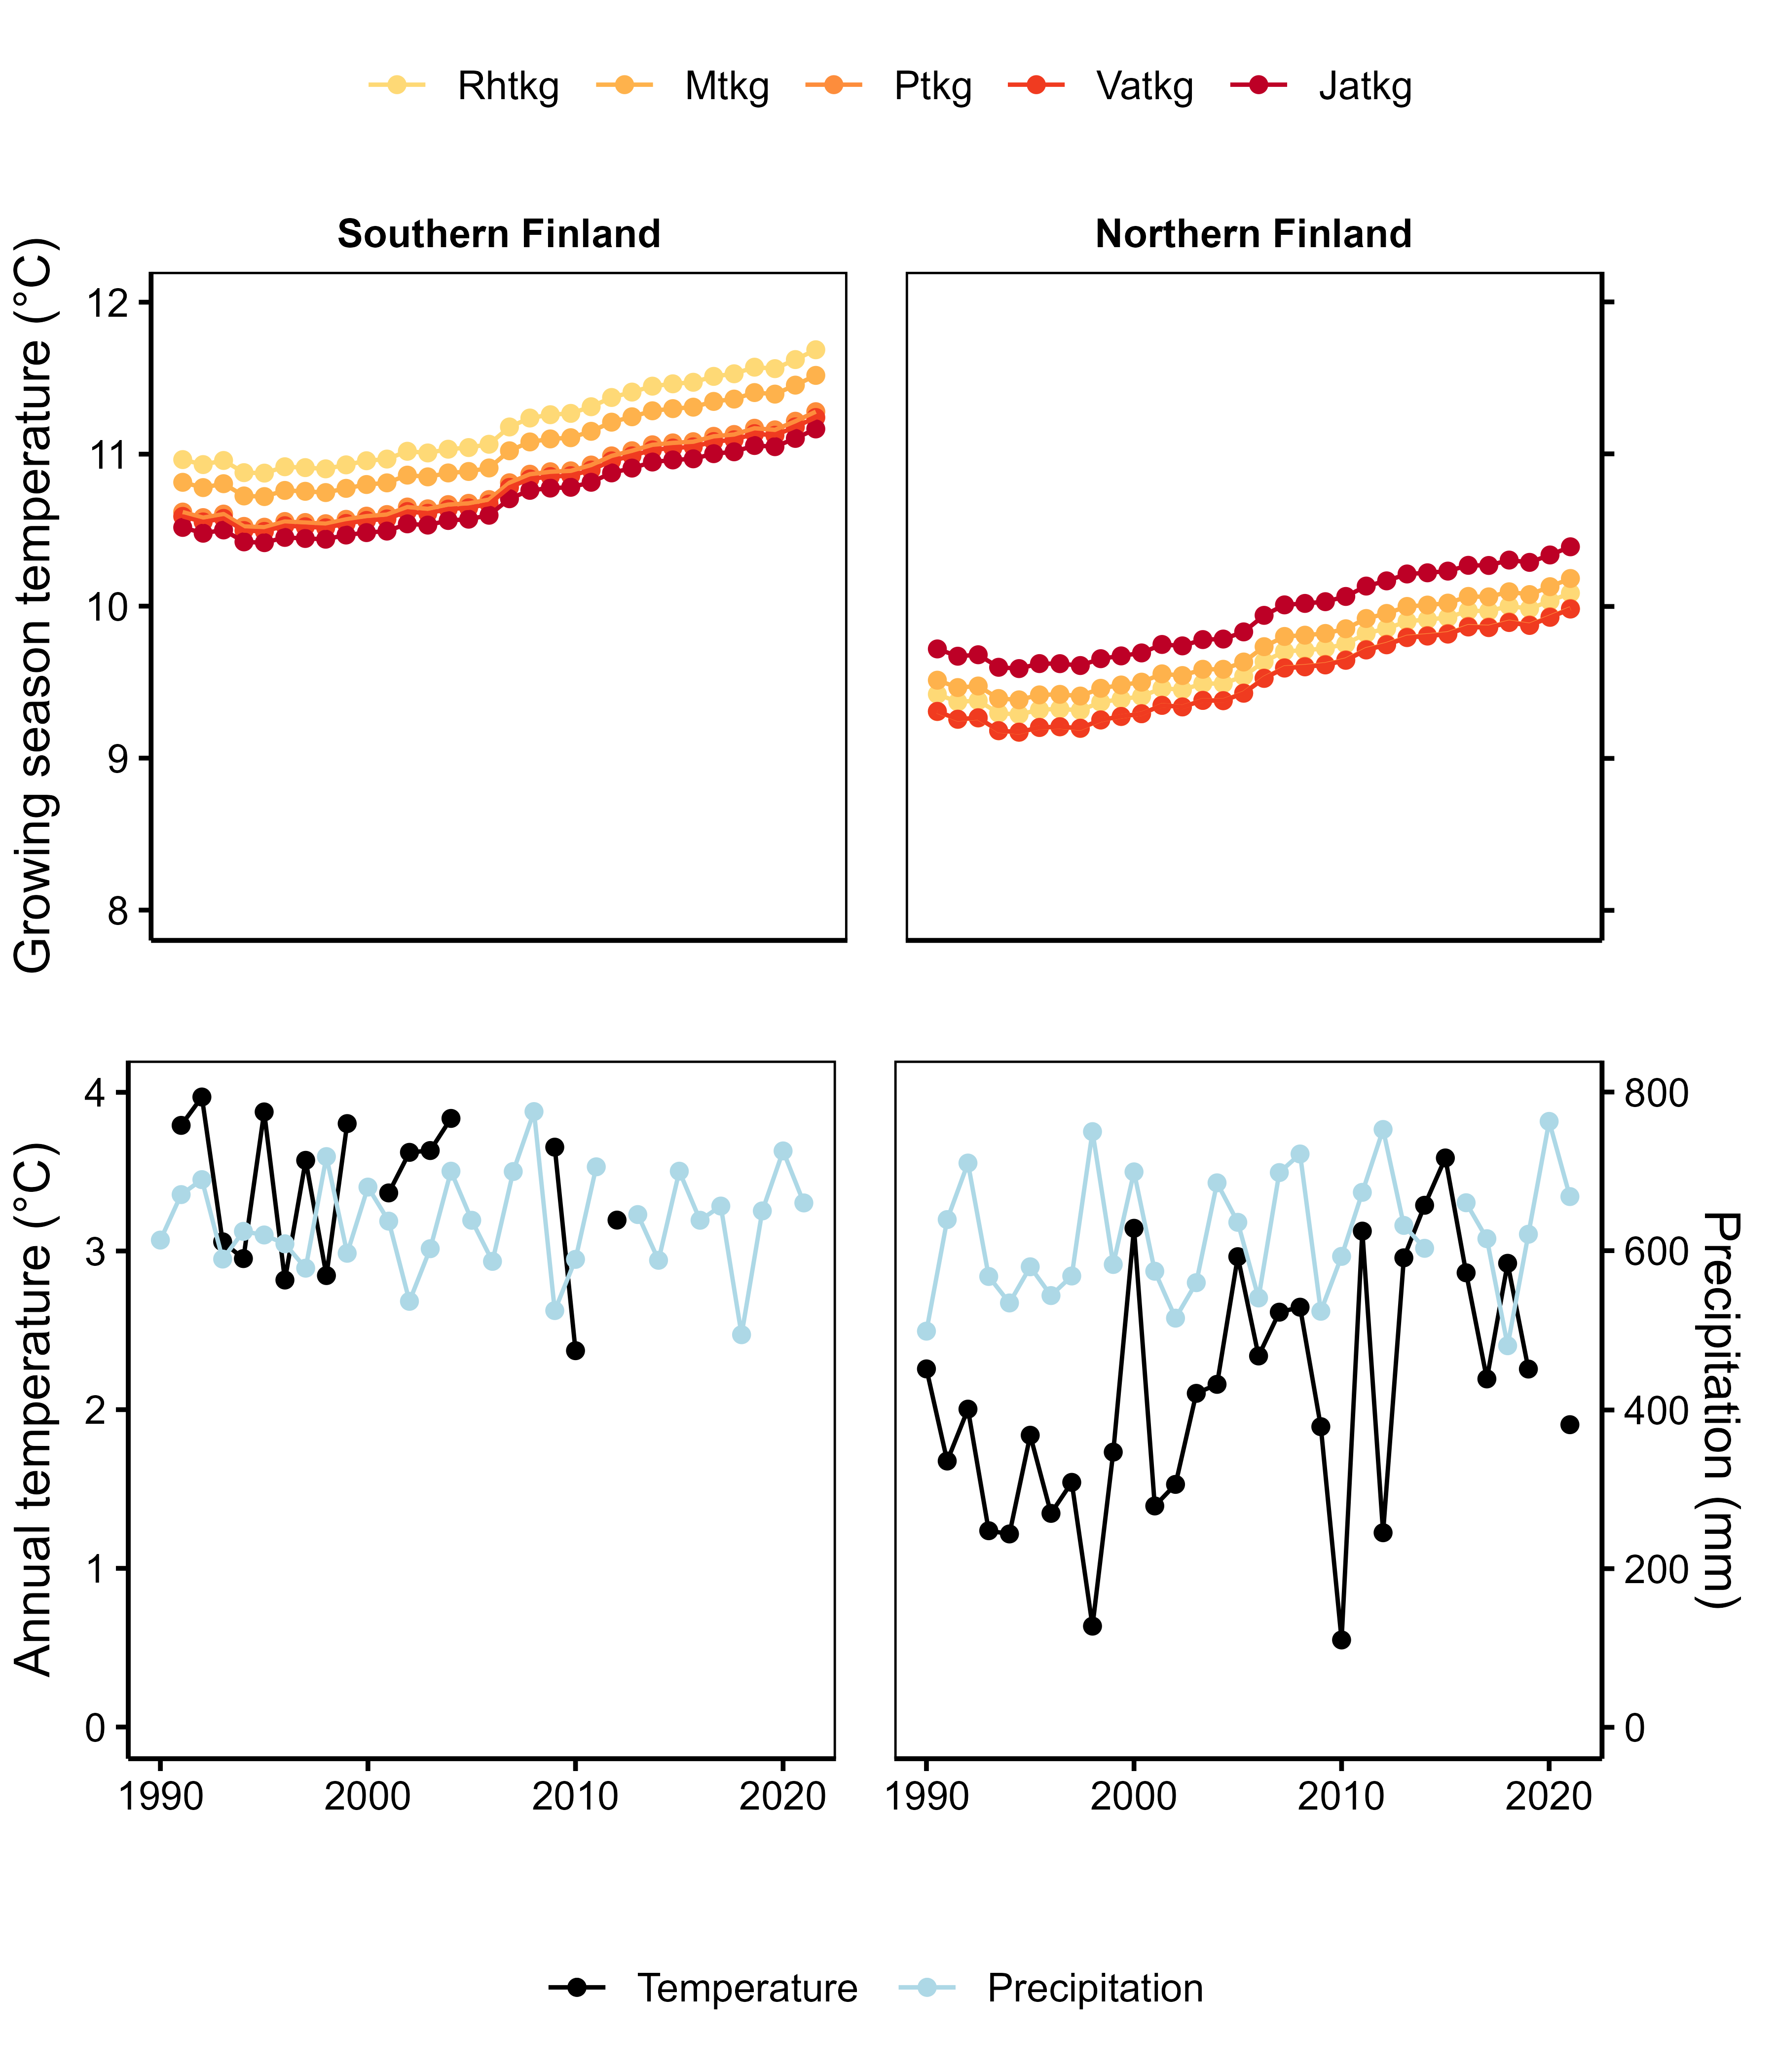 Rhtkg Mtkg Ptkg Vatkg Jatkg
Southern Finland Northern Finland
Growing season temperature (°C)
12
11
10
9
8
Annual temperature (°C)
4
3
2
1
0
800
600
400
200
0
Precipitation (mm)
1990 2000 2010 2020 1990 2000 2010 2020
Temperature Precipitation